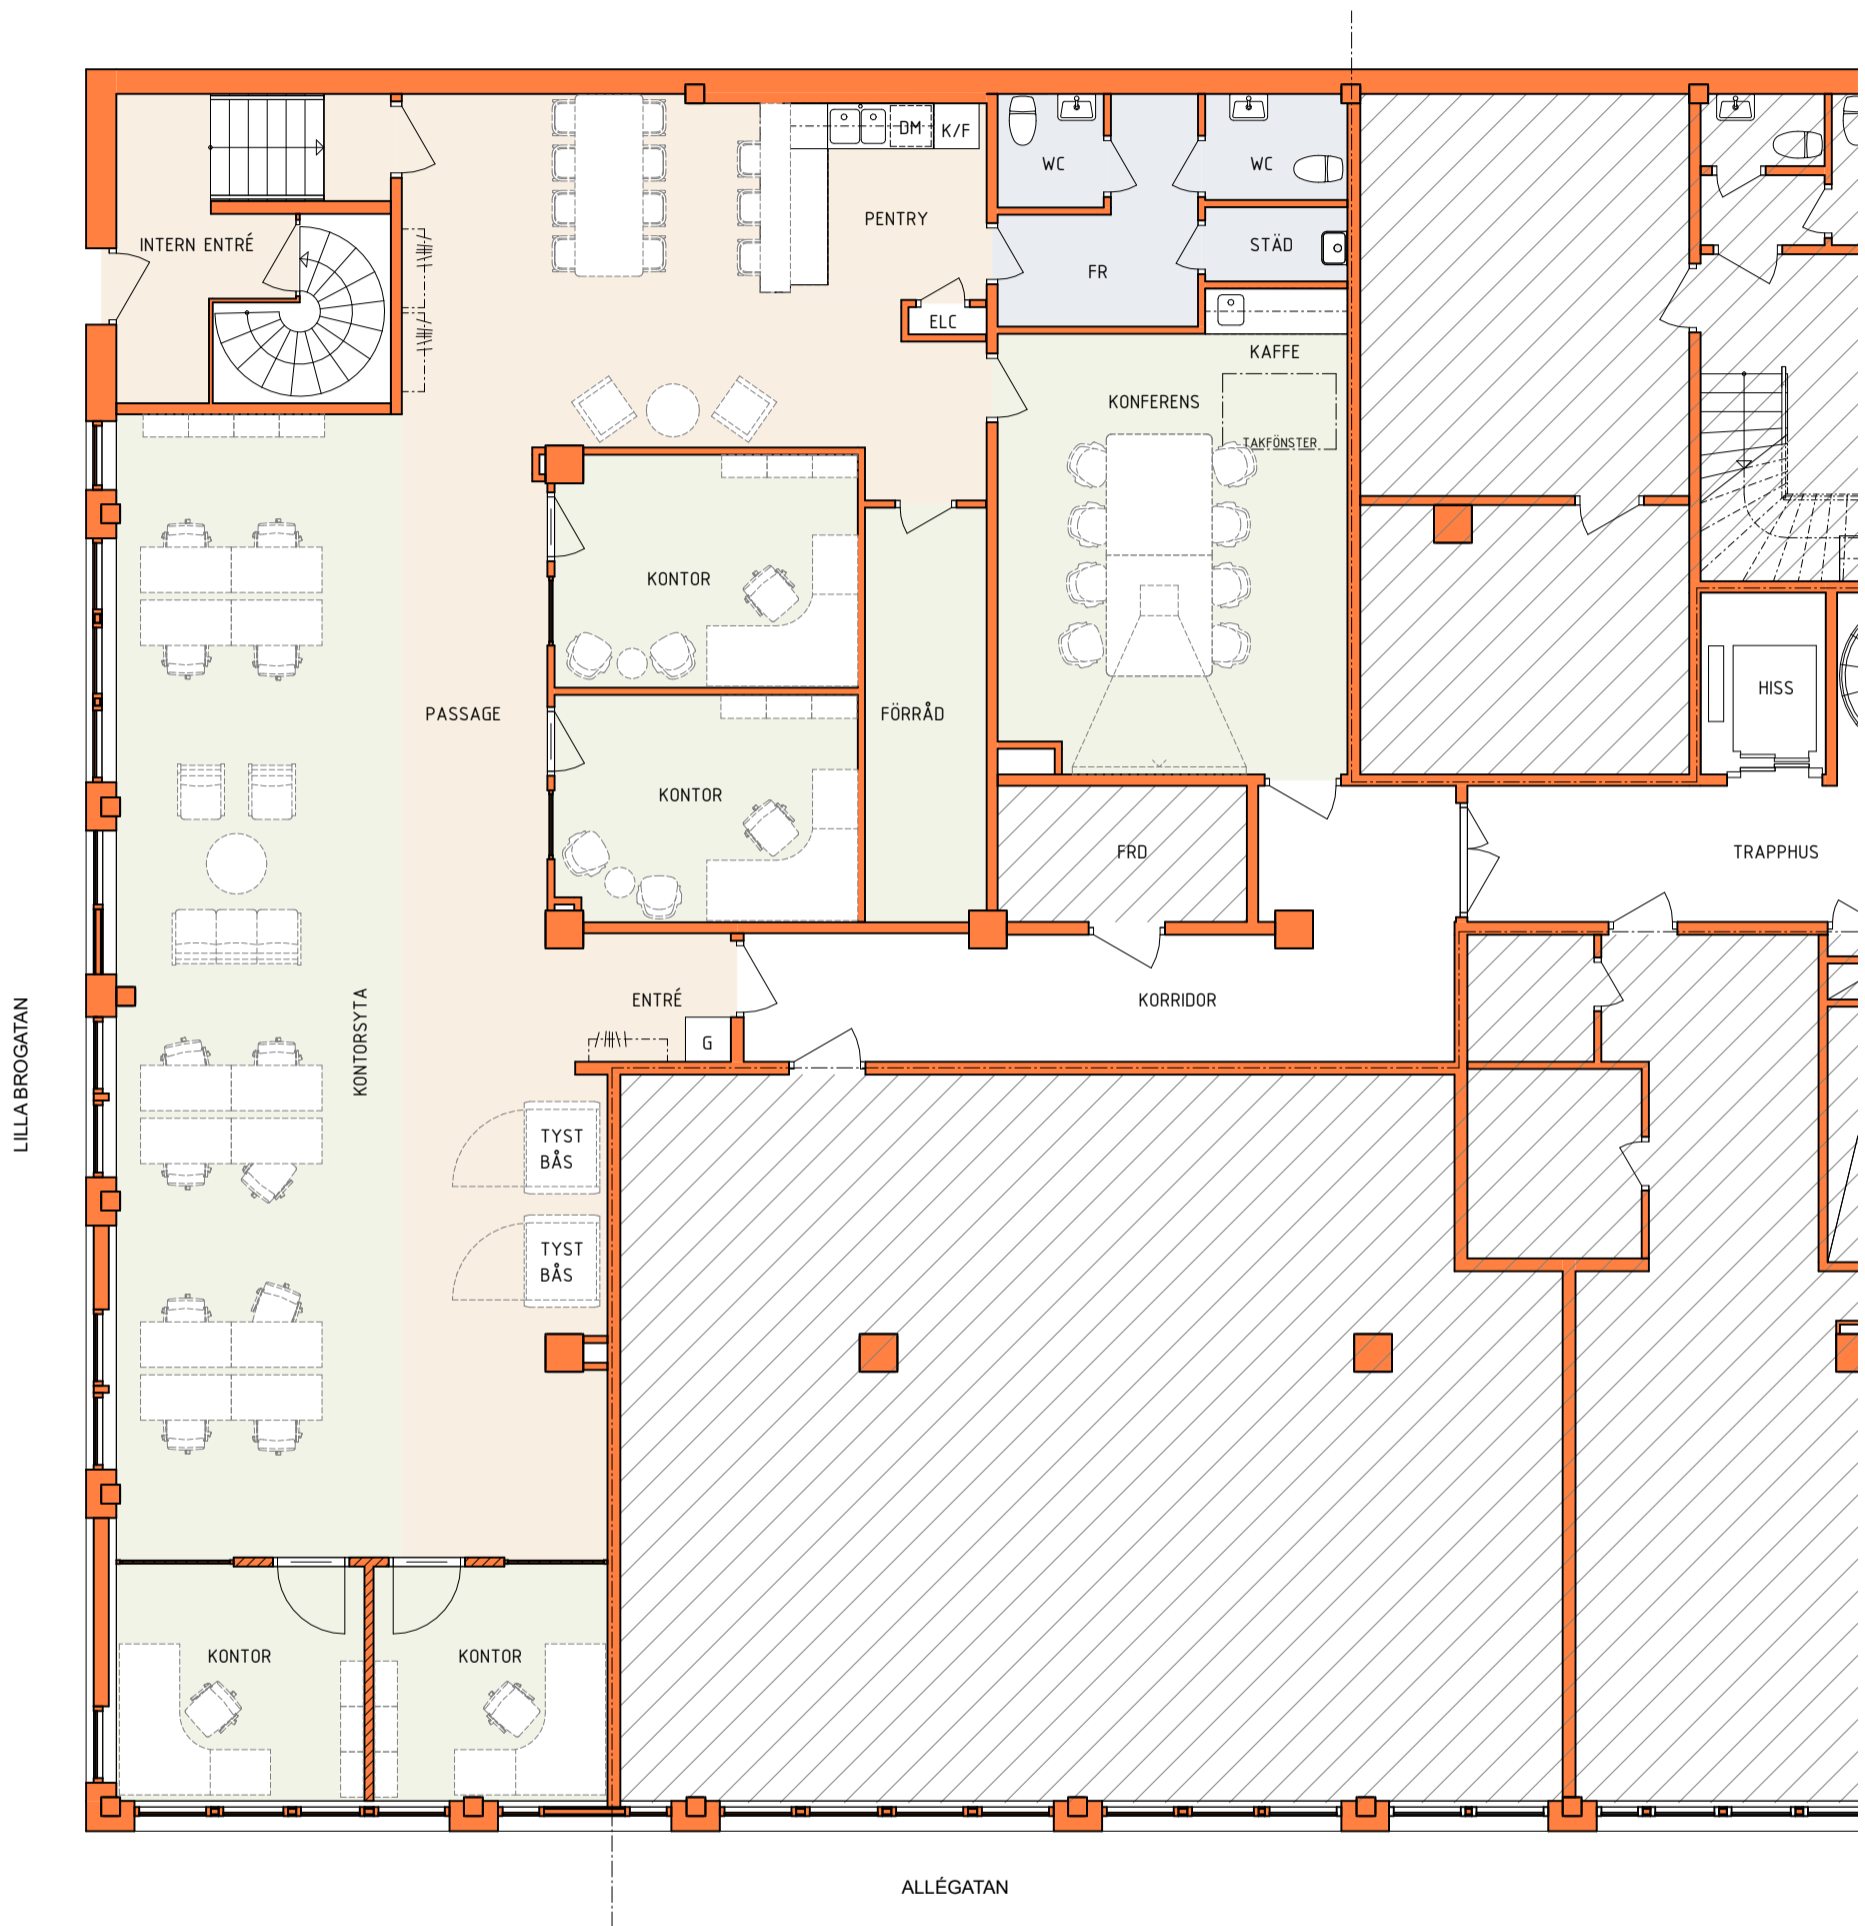 DM
K/F
WC
WC
PENTRY
INTERN ENTRÉ
STÄD
FR
ELC
KAFFE
KONFERENS
TAKFÖNSTER
KONTOR
HISS
PASSAGE
FÖRRÅD
KONTOR
FRD
TRAPPHUS
ENTRÉ
KORRIDOR
G
KONTORSYTA
LILLA BROGATAN
TYST
BÅS
TYST
BÅS
KONTOR
KONTOR
ALLÉGATAN